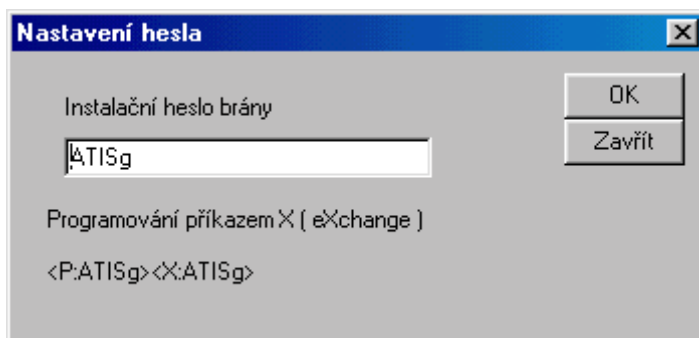 Nastavení hesla
OK
Instalační heslo brány
Zavřít
ATISg
Programování příkazem X ( eXchange )
<P:ATISg><X:ATISg>